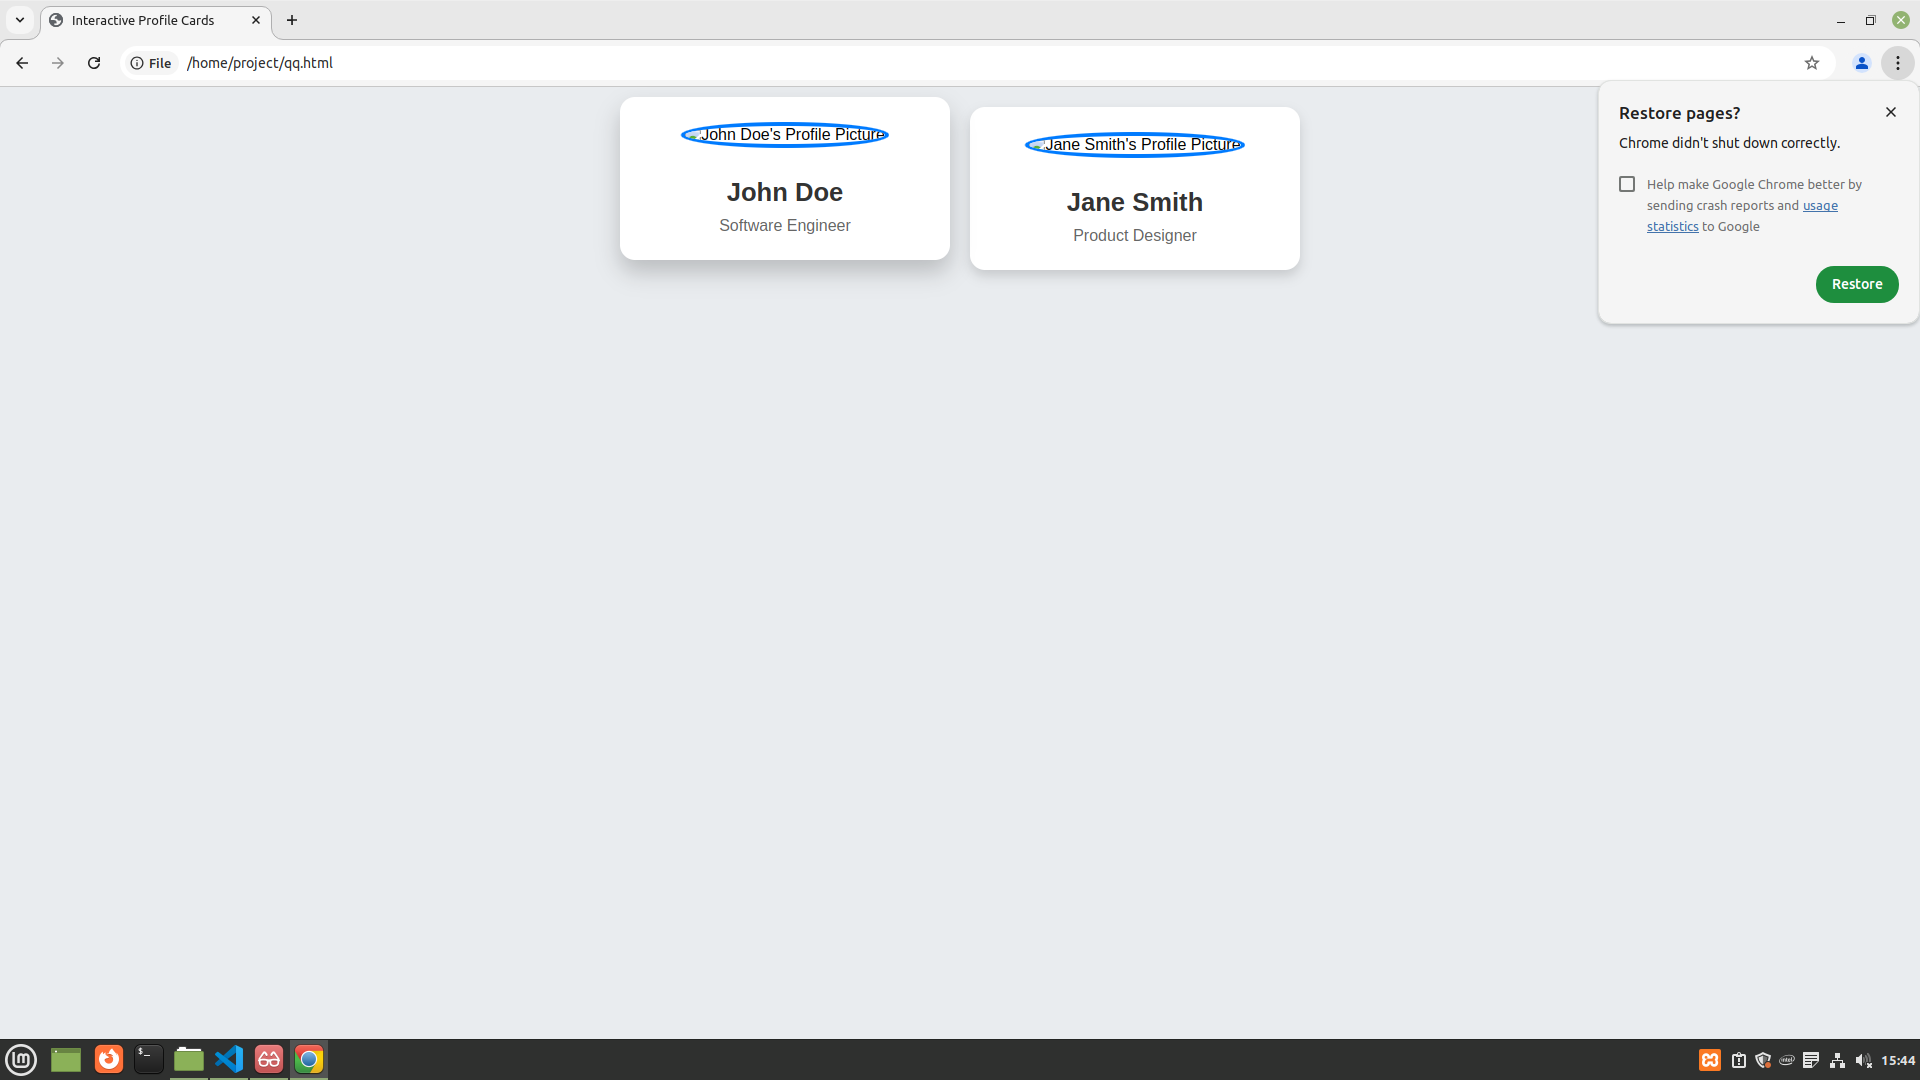 Interactive Profile Cards
File
/home/project/qq.html
John Doe's Profile Picture
John Doe
Software Engineer
Jane Smith's Profile Picture
Jane Smith
Product Designer
Restore pages?
Chrome didn't shut down correctly.
Help make Google Chrome better by
sending crash reports and usage
statistics to Google
Restore
$_
intel
15:44